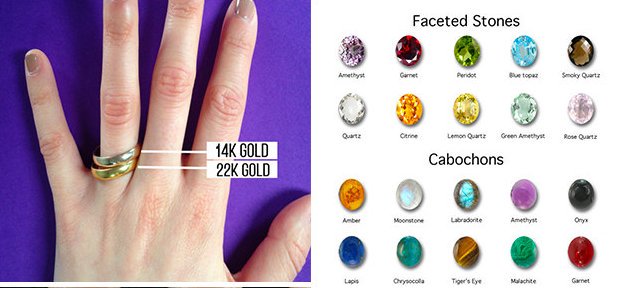 14K GOLD
22K GOLD
Faceted Stones
Amethyst Garnet Peridot Blue topaz Smoky Quartz
Quartz Citrine Lemon Quartz Green Amethyst Rose Quartz
Cabochons
Amber Moonstone Labradorite Amethyst Onyx
Lapis Chrysocolla Tiger's Eye Malachite Garnet